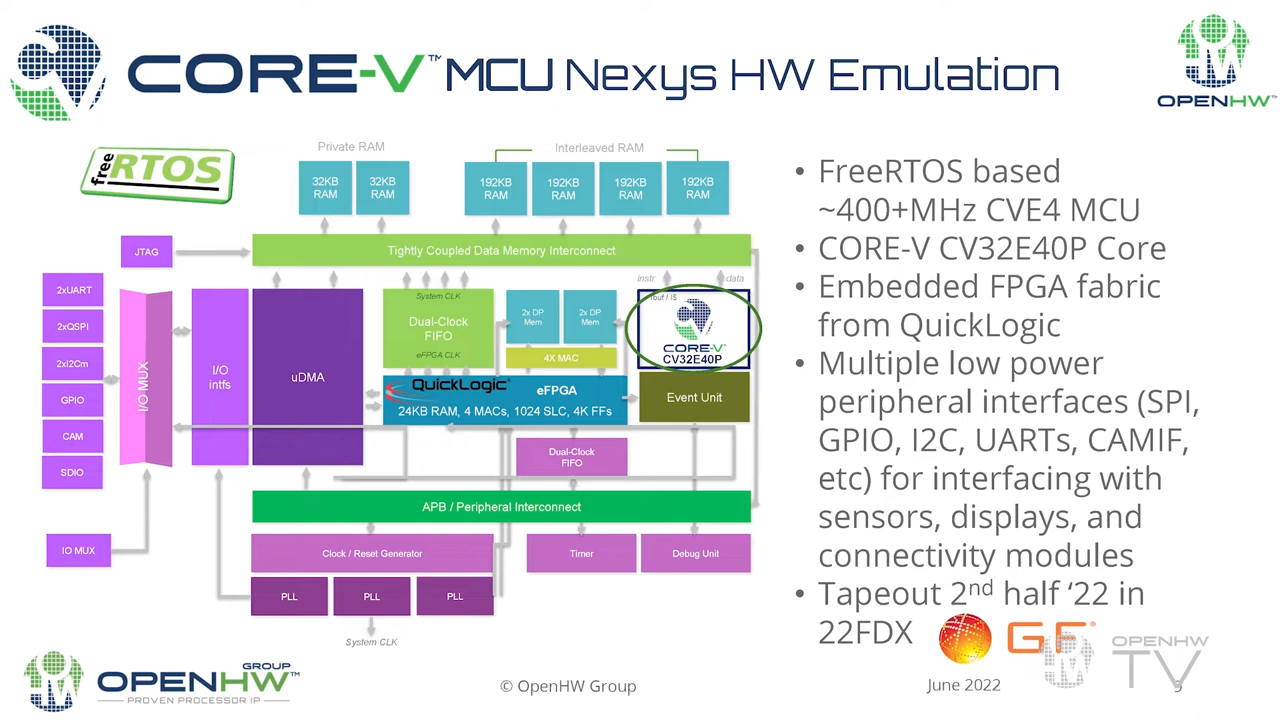 CORE-V™ MCU Nexys HW Emulation
OPENHW™
freeRTOS
Private RAM
Interleaved RAM
32KB RAM
32KB RAM
192KB RAM
192KB RAM
192KB RAM
192KB RAM
JTAG
Tightly Coupled Data Memory Interconnect
instr
data
2xUART
2xQSPI
2xI2Cm
GPIO
CAM
SDIO
I/O MUX
I/O intfs
uDMA
System CLK
Dual-Clock FIFO
eFPGA CLK
2x DP Mem
2x DP Mem
4X MAC
ibuf / I$
CORE-V™
CV32E40P
QuickLogic® eFPGA
24KB RAM, 4 MACs, 1024 SLC, 4K FFs
Event Unit
Dual-Clock FIFO
APB / Peripheral Interconnect
IO MUX
Clock / Reset Generator
Timer
Debug Unit
PLL
PLL
PLL
System CLK
• FreeRTOS based
~400+MHz CVE4 MCU
• CORE-V CV32E40P Core
• Embedded FPGA fabric
from QuickLogic
• Multiple low power
peripheral interfaces (SPI,
GPIO, I2C, UARTs, CAMIF,
etc) for interfacing with
sensors, displays, and
connectivity modules
• Tapeout 2nd half ‘22 in
22FDX
GF®
OPENHW
TV
OPENHW GROUP™
PROVEN PROCESSOR IP
© OpenHW Group
June 2022
9